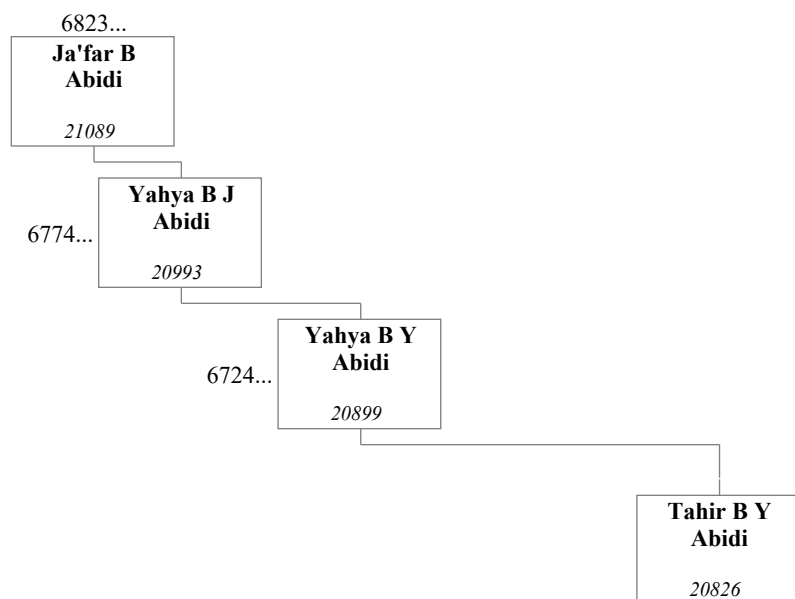 6823...
Ja'far B
Abidi
21089
Yahya B J
Abidi
6774...
20993
Yahya B Y
Abidi
6724...
20899
Tahir B Y
Abidi
20826